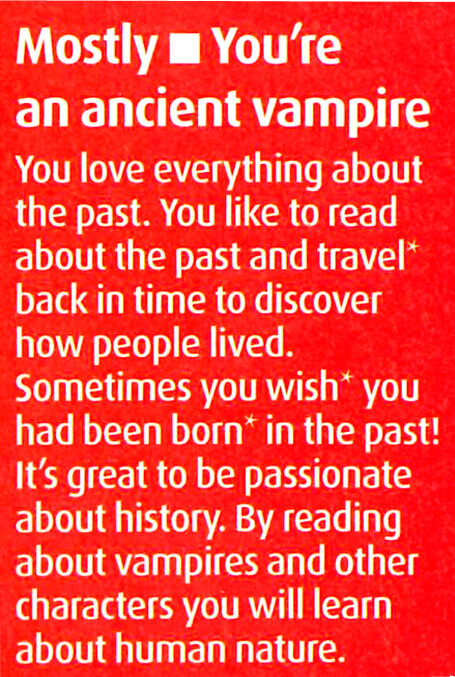 Mostly ■ You're
an ancient vampire
You love everything about
the past. You like to read
about the past and travel*
back in time to discover
how people lived.
Sometimes you wish* you
had been born* in the past!
It's great to be passionate
about history. By reading
about vampires and other
characters you will learn
about human nature.